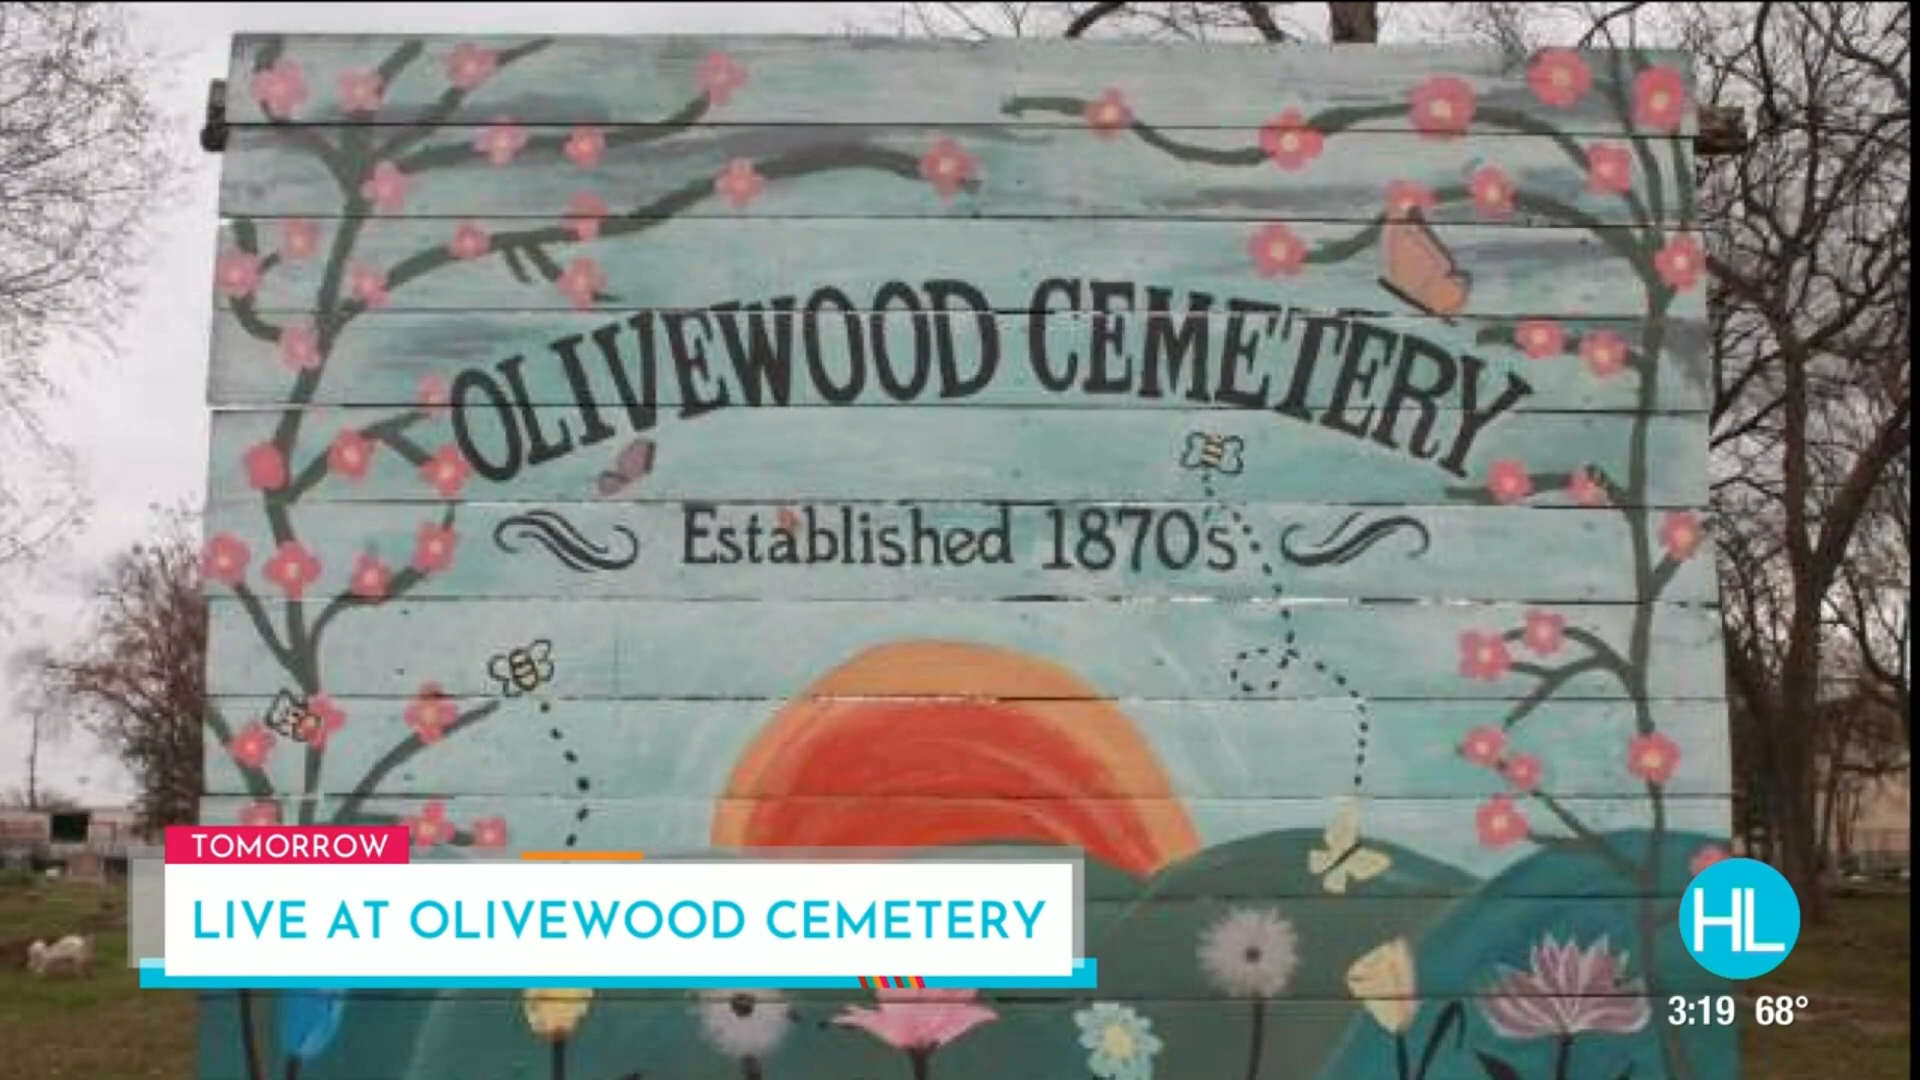 OLIVEWOOD CEMETERY
Established 1870's
TOMORROW
LIVE AT OLIVEWOOD CEMETERY
HL
3:19 68°